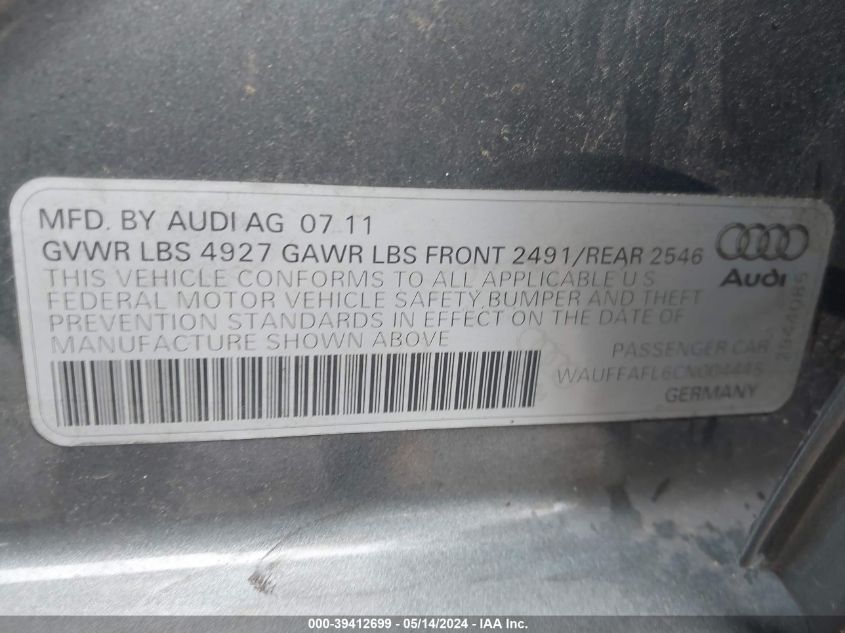 MFD. BY AUDI AG 07 11
GVWR LBS 4927 GAWR LBS FRONT 2491/REAR 2546
THIS VEHICLE CONFORMS TO ALL APPLICABLE U S
FEDERAL MOTOR VEHICLE SAFETY,BUMPER AND THEFT
PREVENTION STANDARDS IN EFFECT ON THE DATE OF
MANUFACTURE SHOWN ABOVE
Audi
PASSENGER CAR
WAUFFAFL6CN004448
GERMANY
000-39412699 - 05/14/2024 - IAA Inc.